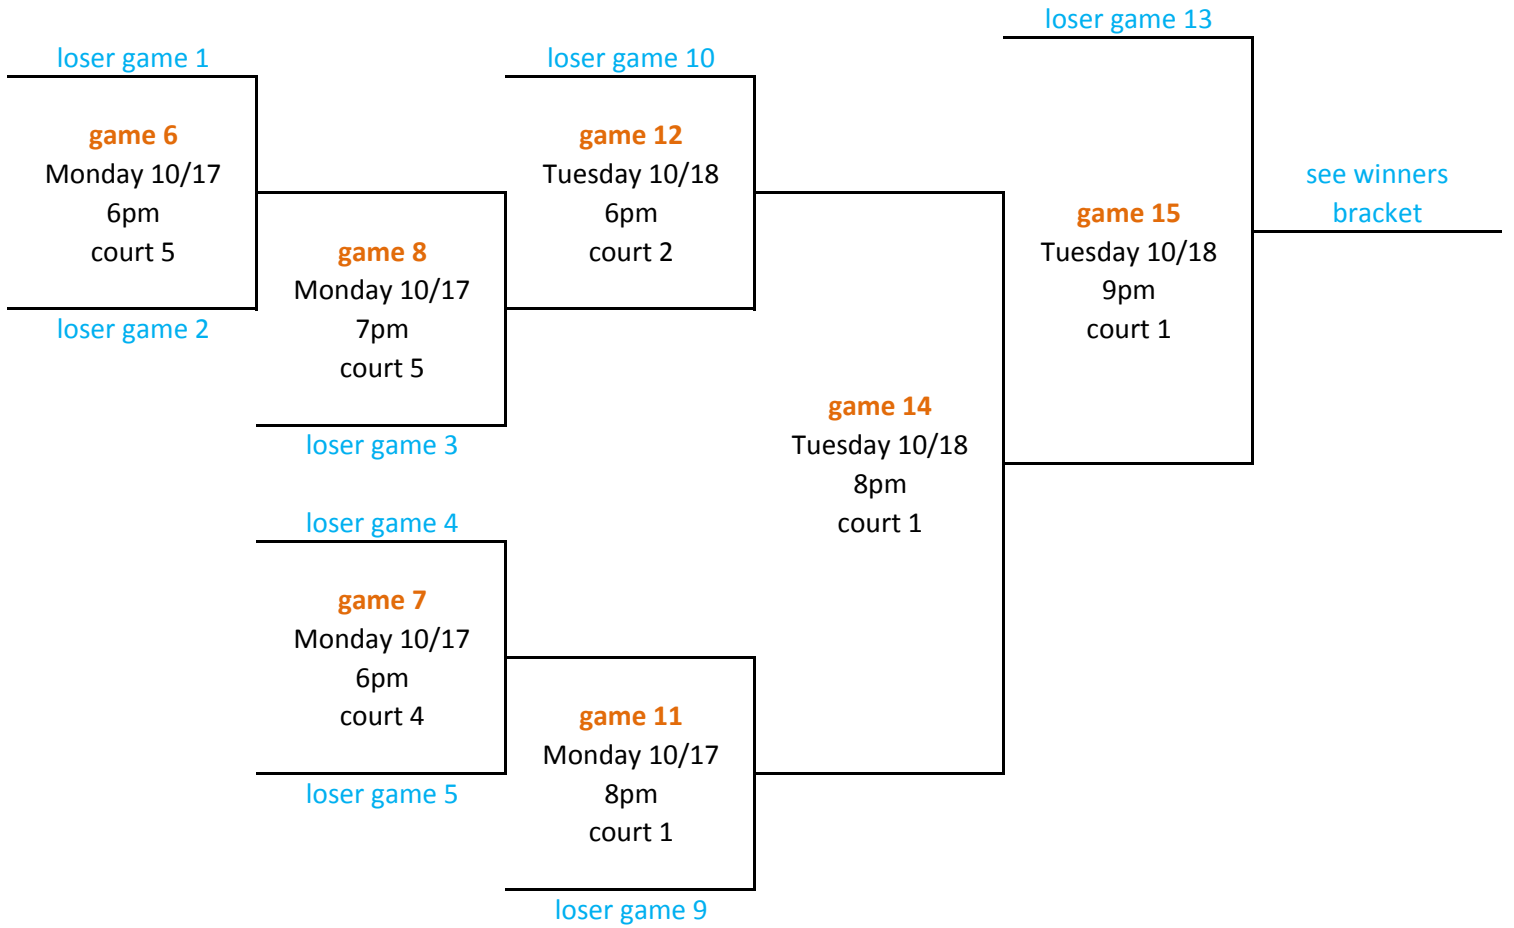 loser game 1
game 6
Monday 10/17
6pm
court 5
loser game 2
game 8
Monday 10/17
7pm
court 5
loser game 3
loser game 4
game 7
Monday 10/17
6pm
court 4
loser game 5
loser game 10
game 12
Tuesday 10/18
6pm
court 2
game 11
Monday 10/17
8pm
court 1
loser game 9
game 14
Tuesday 10/18
8pm
court 1
loser game 13
game 15
Tuesday 10/18
9pm
court 1
see winners
bracket